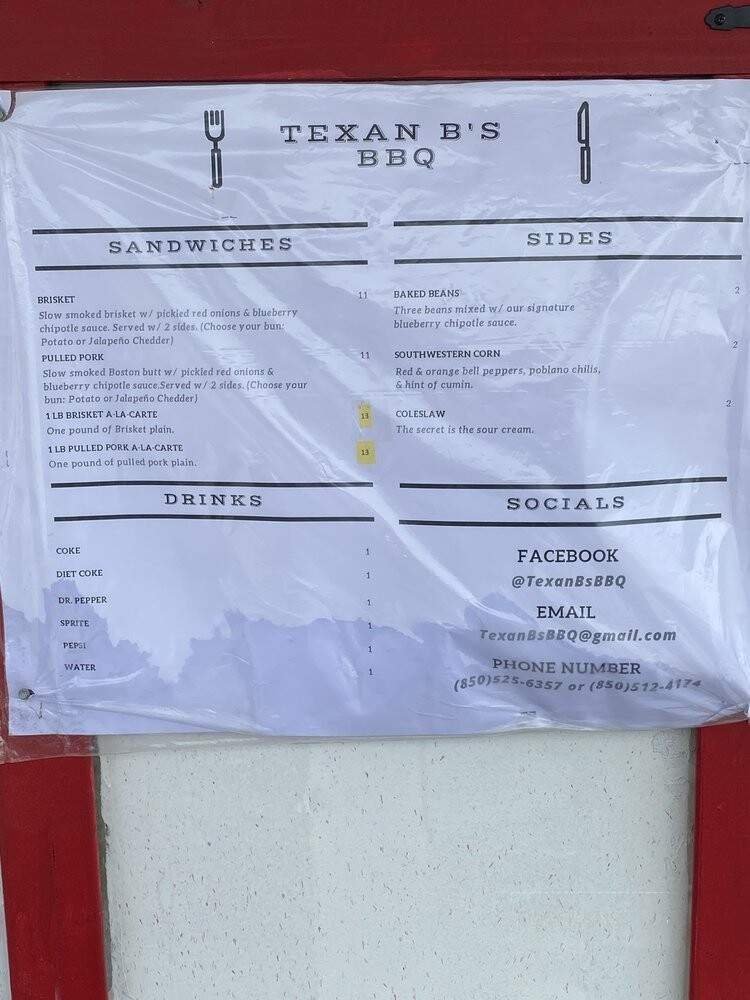 TEXAN B'S
BBQ
SANDWICHES
BRISKET 11
Slow smoked brisket w/ pickled red onions & blueberry
chipotle sauce. Served w/ 2 sides. (Choose your bun:
Potato or Jalapeño Chedder)
PULLED PORK 11
Slow smoked Boston butt w/ pickled red onions &
blueberry chipotle sauce.Served w/ 2 sides. (Choose your
bun: Potato or Jalapeño Chedder)
1 LB BRISKET A-LA-CARTE 13
One pound of Brisket plain.
1 LB PULLED PORK A-LA-CARTE 13
One pound of pulled pork plain.
SIDES
BAKED BEANS 2
Three beans mixed w/ our signature
blueberry chipotle sauce.
SOUTHWESTERN CORN 2
Red & orange bell peppers, poblano chilis,
& hint of cumin.
COLESLAW 2
The secret is the sour cream.
DRINKS
COKE 1
DIET COKE 1
DR. PEPPER 1
SPRITE 1
PEPSI 1
WATER 1
SOCIALS
FACEBOOK
@TexanBsBBQ
EMAIL
TexanBsBBQ@gmail.com
PHONE NUMBER
(850)525-6357 or (850)512-4174